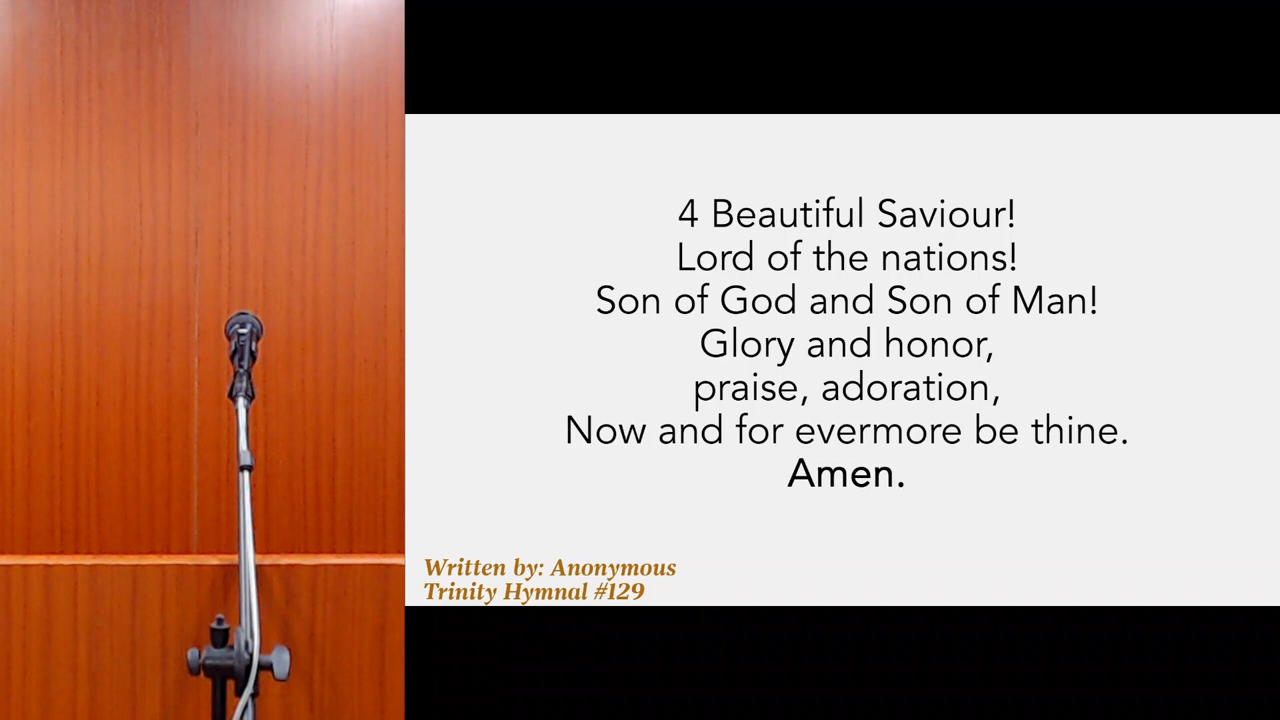 4 Beautiful Saviour!
Lord of the nations!
Son of God and Son of Man!
Glory and honor,
praise, adoration,
Now and for evermore be thine.
Amen.
Written by: Anonymous
Trinity Hymnal #129